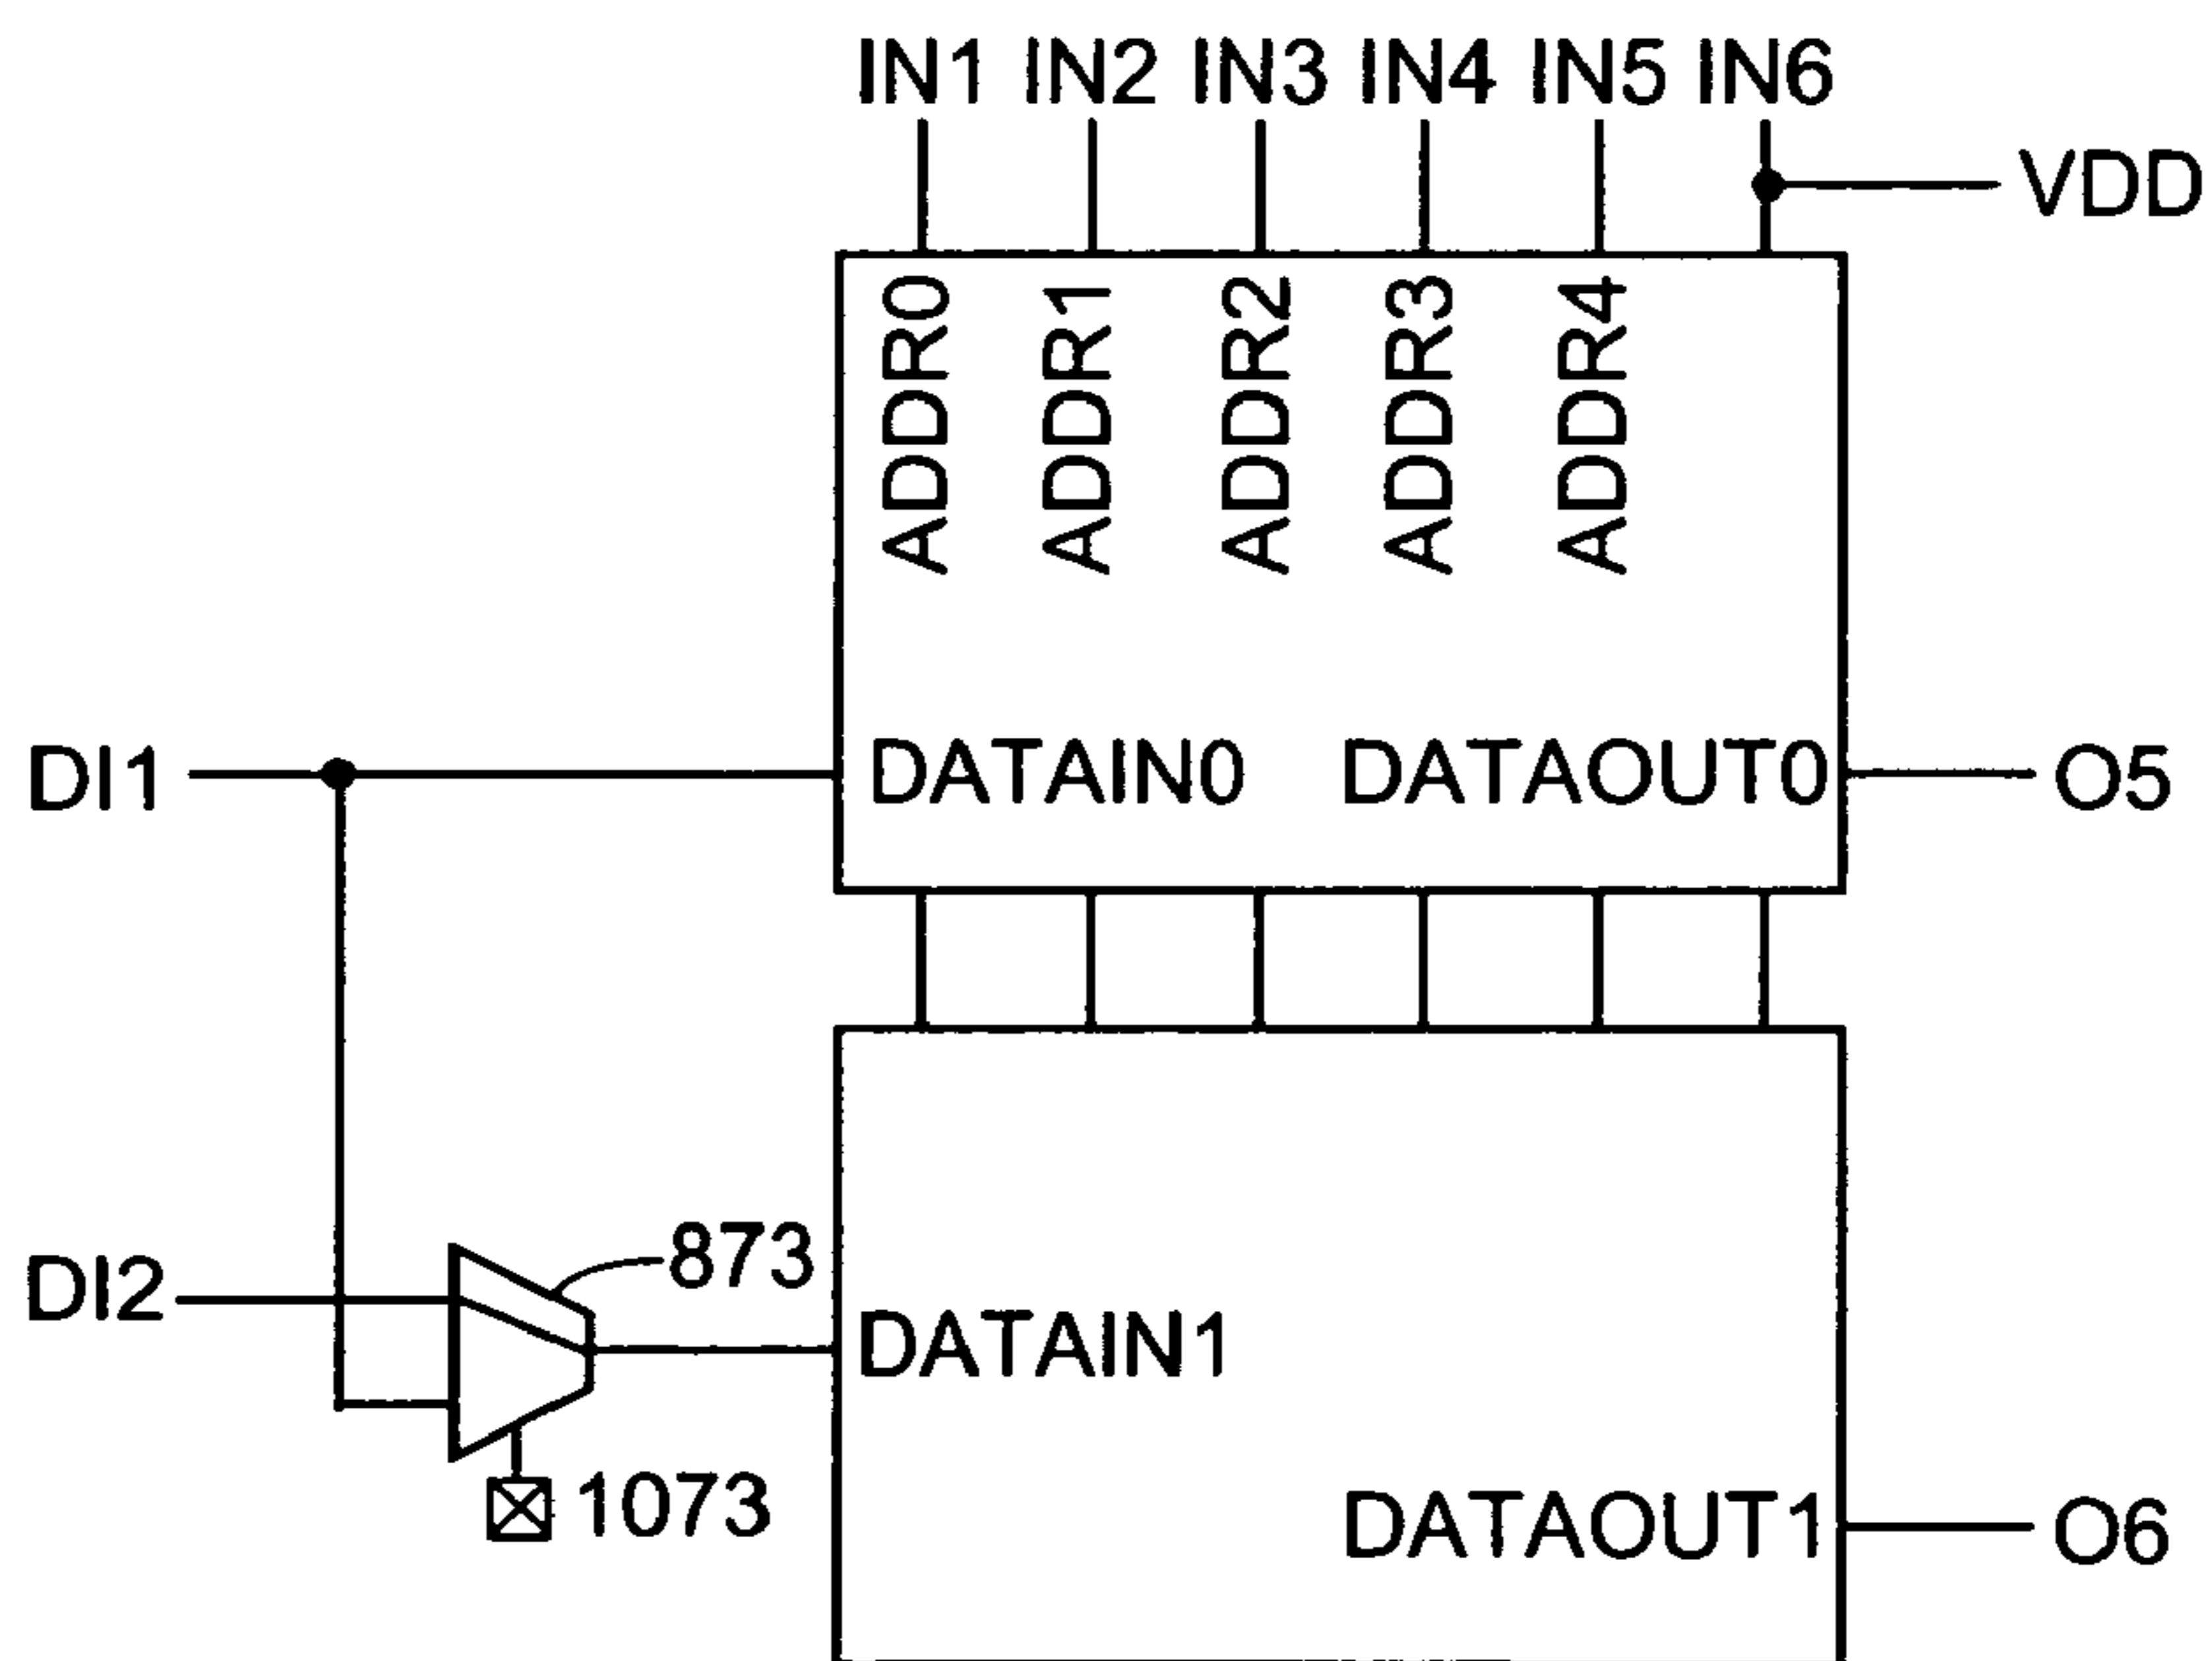 IN1 IN2 IN3 IN4 IN5 IN6
VDD
ADDR0
ADDR1
ADDR2
ADDR3
ADDR4
DI1
DATAIN0
DATAOUT0
O5
873
DI2
DATAIN1
1073
DATAOUT1
O6